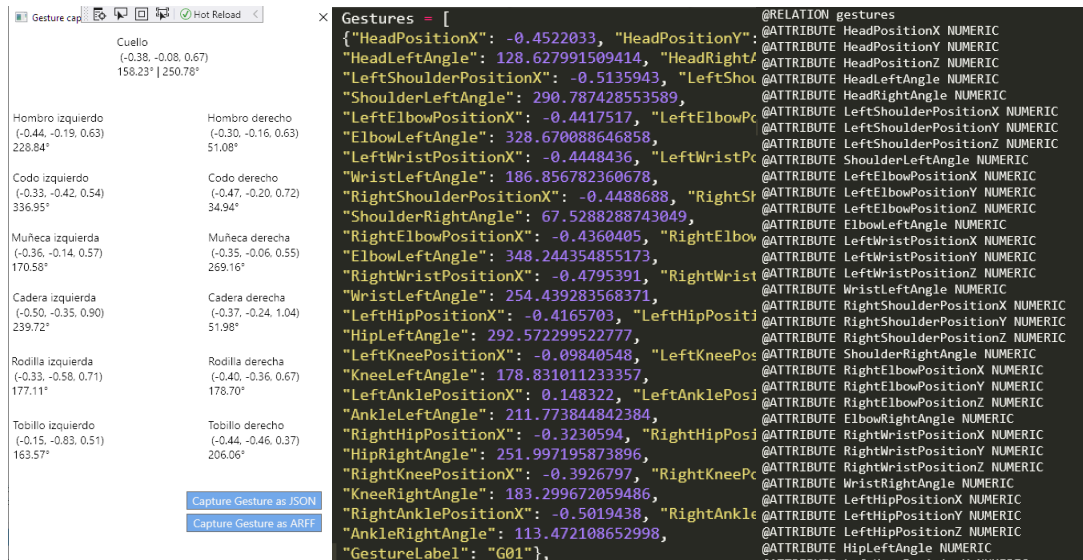 Gesture cap
Hot Reload
Cuello
(-0.38, -0.08, 0.67)
158.23° | 250.78°
Hombro izquierdo
(-0.44, -0.19, 0.63)
228.84°
Hombro derecho
(-0.30, -0.16, 0.63)
51.08°
Codo izquierdo
(-0.33, -0.42, 0.54)
336.95°
Codo derecho
(-0.47, -0.20, 0.72)
34.94°
Muñeca izquierda
(-0.36, -0.14, 0.57)
170.58°
Muñeca derecha
(-0.35, -0.06, 0.55)
269.16°
Cadera izquierda
(-0.50, -0.35, 0.90)
239.72°
Cadera derecha
(-0.37, -0.24, 1.04)
51.98°
Rodilla izquierda
(-0.33, -0.58, 0.71)
177.11°
Rodilla derecha
(-0.40, -0.36, 0.67)
178.70°
Tobillo izquierdo
(-0.15, -0.83, 0.51)
163.57°
Tobillo derecho
(-0.44, -0.46, 0.37)
206.06°
Capture Gesture as JSON
Capture Gesture as ARFF
Gestures = [
{"HeadPositionX": -0.4522033, "HeadPositionY":
"HeadLeftAngle": 128.627991509414, "HeadRightA
"LeftShoulderPositionX": -0.5135943, "LeftShou
"ShoulderLeftAngle": 290.787428553589,
"LeftElbowPositionX": -0.4417517, "LeftElbowPo
"ElbowLeftAngle": 328.670088646858,
"LeftWristPositionX": -0.4448436, "LeftWristPo
"WristLeftAngle": 186.856782360678,
"RightShoulderPositionX": -0.4488688, "RightSh
"ShoulderRightAngle": 67.5288288743049,
"RightElbowPositionX": -0.4360405, "RightElbow
"ElbowLeftAngle": 348.244354855173,
"RightWristPositionX": -0.4795391, "RightWrist
"WristLeftAngle": 254.439283568371,
"LeftHipPositionX": -0.4165703, "LeftHipPositi
"HipLeftAngle": 292.572299522777,
"LeftKneePositionX": -0.09840548, "LeftKneePos
"KneeLeftAngle": 178.831011233357,
"LeftAnklePositionX": 0.148322, "LeftAnklePosi
"AnkleLeftAngle": 211.773844842384,
"RightHipPositionX": -0.3230594, "RightHipPosi
"HipRightAngle": 251.997195873896,
"RightKneePositionX": -0.3926797, "RightKneePo
"KneeRightAngle": 183.299672059486,
"RightAnklePositionX": -0.5019438, "RightAnkle
"AnkleRightAngle": 113.472108652998,
"GestureLabel": "G01"},
@RELATION gestures
@ATTRIBUTE HeadPositionX NUMERIC
@ATTRIBUTE HeadPositionY NUMERIC
@ATTRIBUTE HeadPositionZ NUMERIC
@ATTRIBUTE HeadLeftAngle NUMERIC
@ATTRIBUTE HeadRightAngle NUMERIC
@ATTRIBUTE LeftShoulderPositionX NUMERIC
@ATTRIBUTE LeftShoulderPositionY NUMERIC
@ATTRIBUTE LeftShoulderPositionZ NUMERIC
@ATTRIBUTE ShoulderLeftAngle NUMERIC
@ATTRIBUTE LeftElbowPositionX NUMERIC
@ATTRIBUTE LeftElbowPositionY NUMERIC
@ATTRIBUTE LeftElbowPositionZ NUMERIC
@ATTRIBUTE ElbowLeftAngle NUMERIC
@ATTRIBUTE LeftWristPositionX NUMERIC
@ATTRIBUTE LeftWristPositionY NUMERIC
@ATTRIBUTE LeftWristPositionZ NUMERIC
@ATTRIBUTE WristLeftAngle NUMERIC
@ATTRIBUTE RightShoulderPositionX NUMERIC
@ATTRIBUTE RightShoulderPositionY NUMERIC
@ATTRIBUTE RightShoulderPositionZ NUMERIC
@ATTRIBUTE ShoulderRightAngle NUMERIC
@ATTRIBUTE RightElbowPositionX NUMERIC
@ATTRIBUTE RightElbowPositionY NUMERIC
@ATTRIBUTE RightElbowPositionZ NUMERIC
@ATTRIBUTE ElbowRightAngle NUMERIC
@ATTRIBUTE RightWristPositionX NUMERIC
@ATTRIBUTE RightWristPositionY NUMERIC
@ATTRIBUTE RightWristPositionZ NUMERIC
@ATTRIBUTE WristRightAngle NUMERIC
@ATTRIBUTE LeftHipPositionX NUMERIC
@ATTRIBUTE LeftHipPositionY NUMERIC
@ATTRIBUTE LeftHipPositionZ NUMERIC
@ATTRIBUTE HipLeftAngle NUMERIC